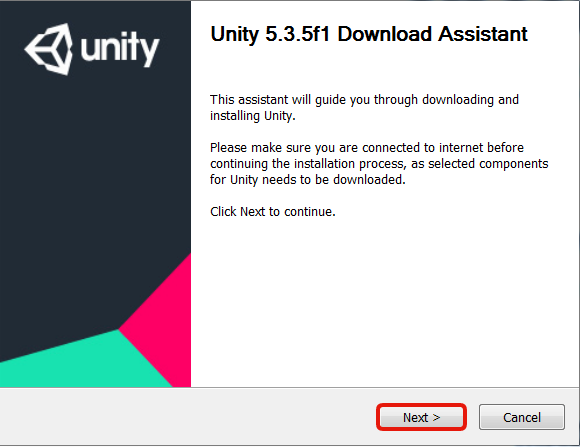 unity
Unity 5.3.5f1 Download Assistant
This assistant will guide you through downloading and
installing Unity.
Please make sure you are connected to internet before
continuing the installation process, as selected components
for Unity needs to be downloaded.
Click Next to continue.
Next >
Cancel